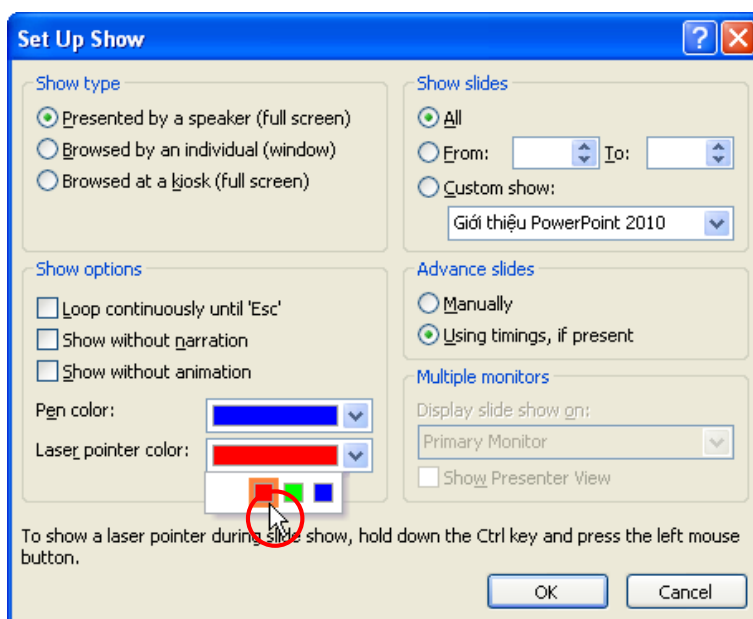 Set Up Show
Show type
Presented by a speaker (full screen)
Browsed by an individual (window)
Browsed at a kiosk (full screen)
Show slides
All
From: To:
Custom show:
Giới thiệu PowerPoint 2010
Show options
Loop continuously until 'Esc'
Show without narration
Show without animation
Pen color:
Laser pointer color:
Advance slides
Manually
Using timings, if present
Multiple monitors
Display slide show on:
Primary Monitor
Show Presenter View
To show a laser pointer during slide show, hold down the Ctrl key and press the left mouse
button.
OK Cancel